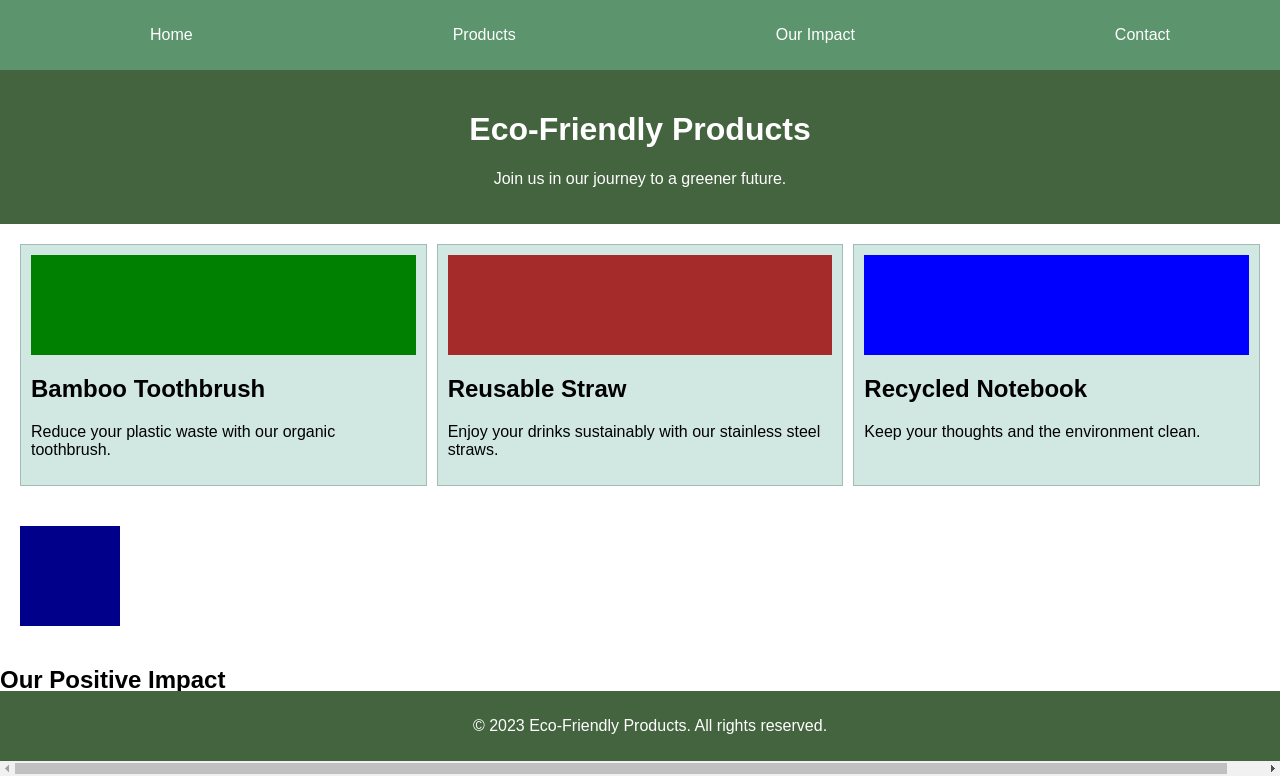 Home
Products
Our Impact
Contact
Eco-Friendly Products
Join us in our journey to a greener future.
Bamboo Toothbrush
Reduce your plastic waste with our organic
toothbrush.
Reusable Straw
Enjoy your drinks sustainably with our stainless steel
straws.
Recycled Notebook
Keep your thoughts and the environment clean.
Our Positive Impact
© 2023 Eco-Friendly Products. All rights reserved.